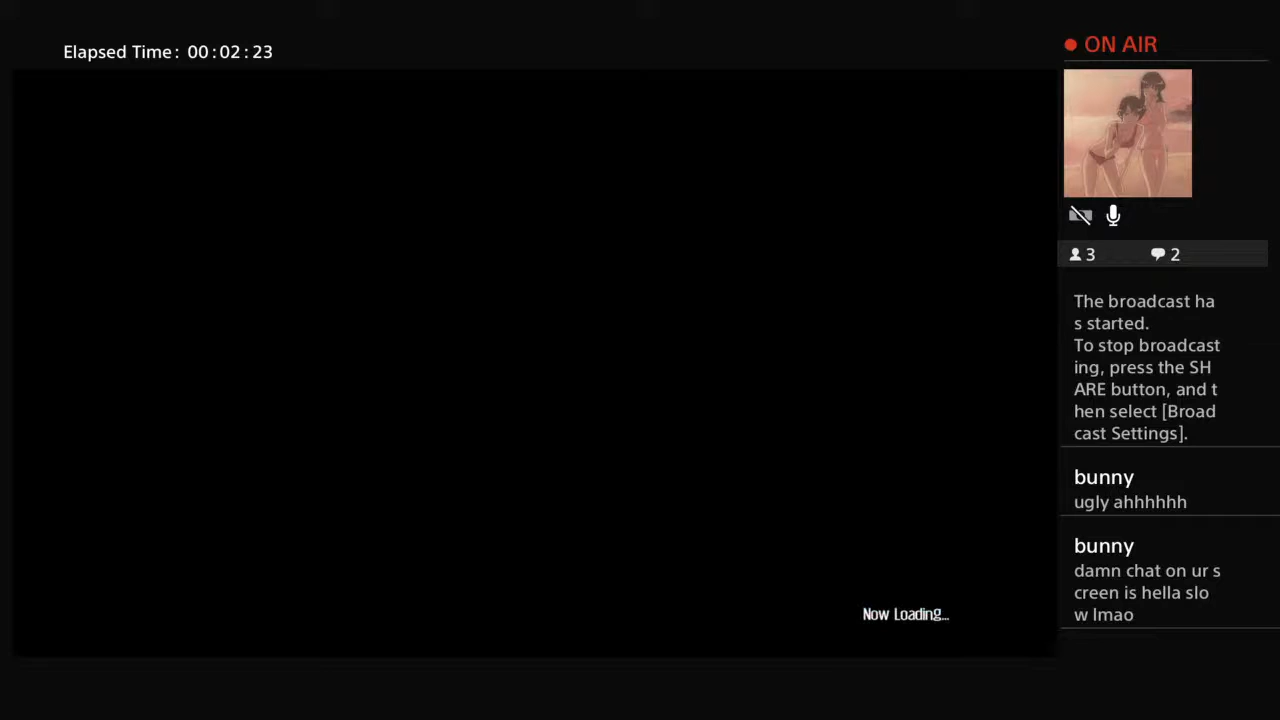 Elapsed Time: 00:02:23
ON AIR
3
2
The broadcast ha
s started.
To stop broadcast
ing, press the SH
ARE button, and t
hen select [Broad
cast Settings].
bunny
ugly ahhhhhh
bunny
damn chat on ur s
creen is hella slo
w lmao
Now Loading...